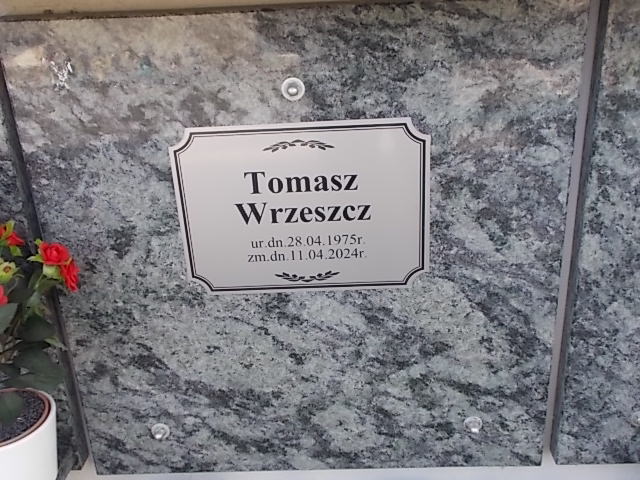 Tomasz
Wrzeszcz
ur.dn.28.04.1975r.
zm.dn.11.04.2024r.